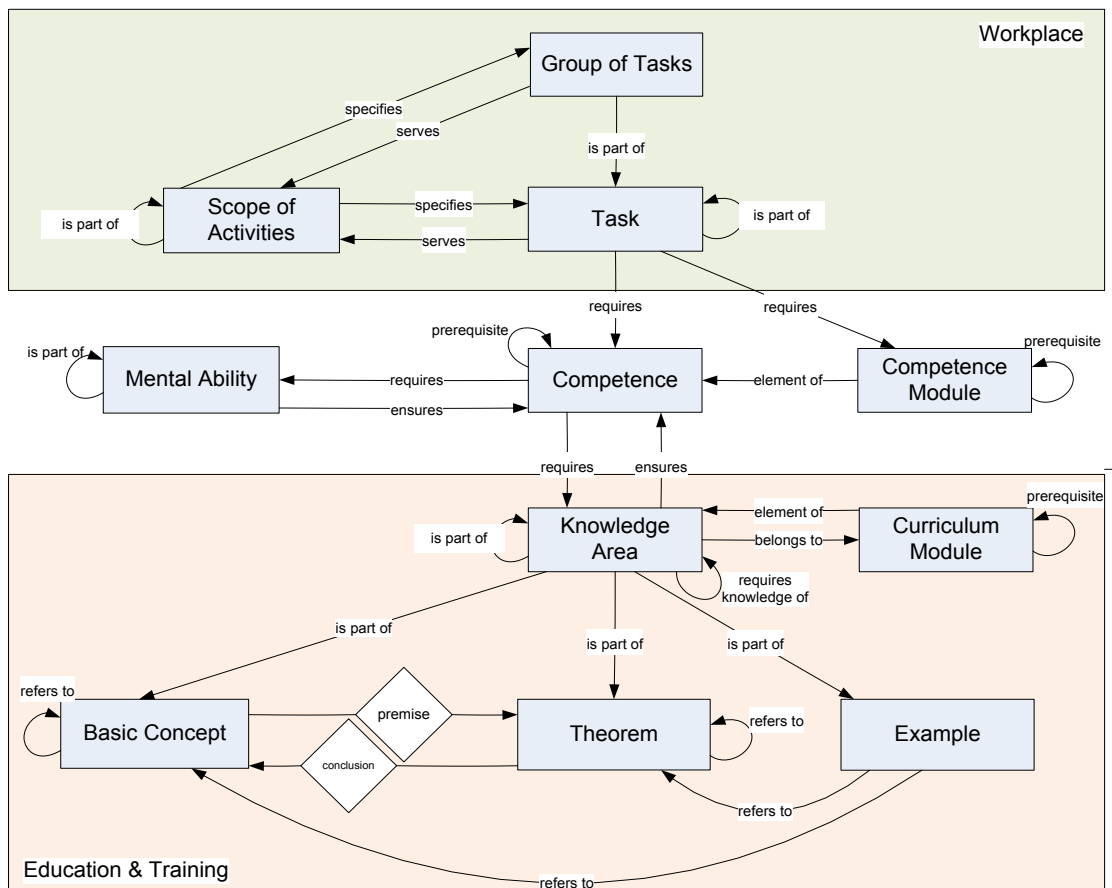 Workplace
Group of Tasks
specifies
serves
is part of
Scope of
Activities
is part of
specifies
serves
Task
is part of
requires
requires
prerequisite
is part of
Mental Ability
requires
ensures
Competence
element of
Competence
Module
prerequisite
requires
ensures
is part of
Knowledge
Area
element of
belongs to
Curriculum
Module
prerequisite
requires
knowledge of
is part of
is part of
is part of
refers to
Basic Concept
premise
conclusion
Theorem
refers to
Example
refers to
Education & Training
refers to